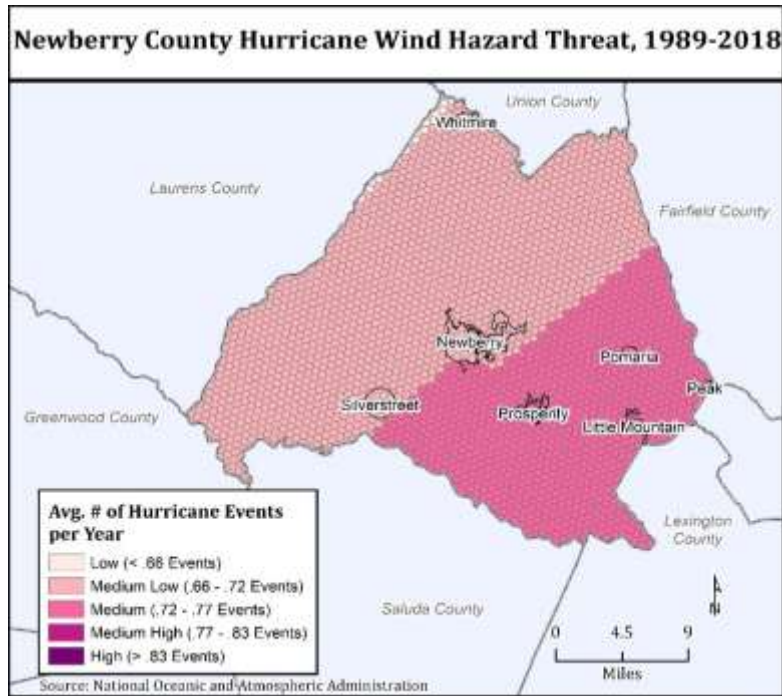 Newberry County Hurricane Wind Hazard Threat, 1989-2018
Union County
Whitmire
Laurens County
Fairfield County
Newberry
Pomaria
Peak
Silverstreet
Prosperity
Little Mountain
Greenwood County
Avg. # of Hurricane Events
per Year
Low (< .66 Events)
Medium Low (.66 - .72 Events)
Medium (.72 - .77 Events)
Medium High (.77 - .83 Events)
High (> .83 Events)
Lexington
County
Saluda County
N
0 4.5 9
Miles
Source: National Oceanic and Atmospheric Administration